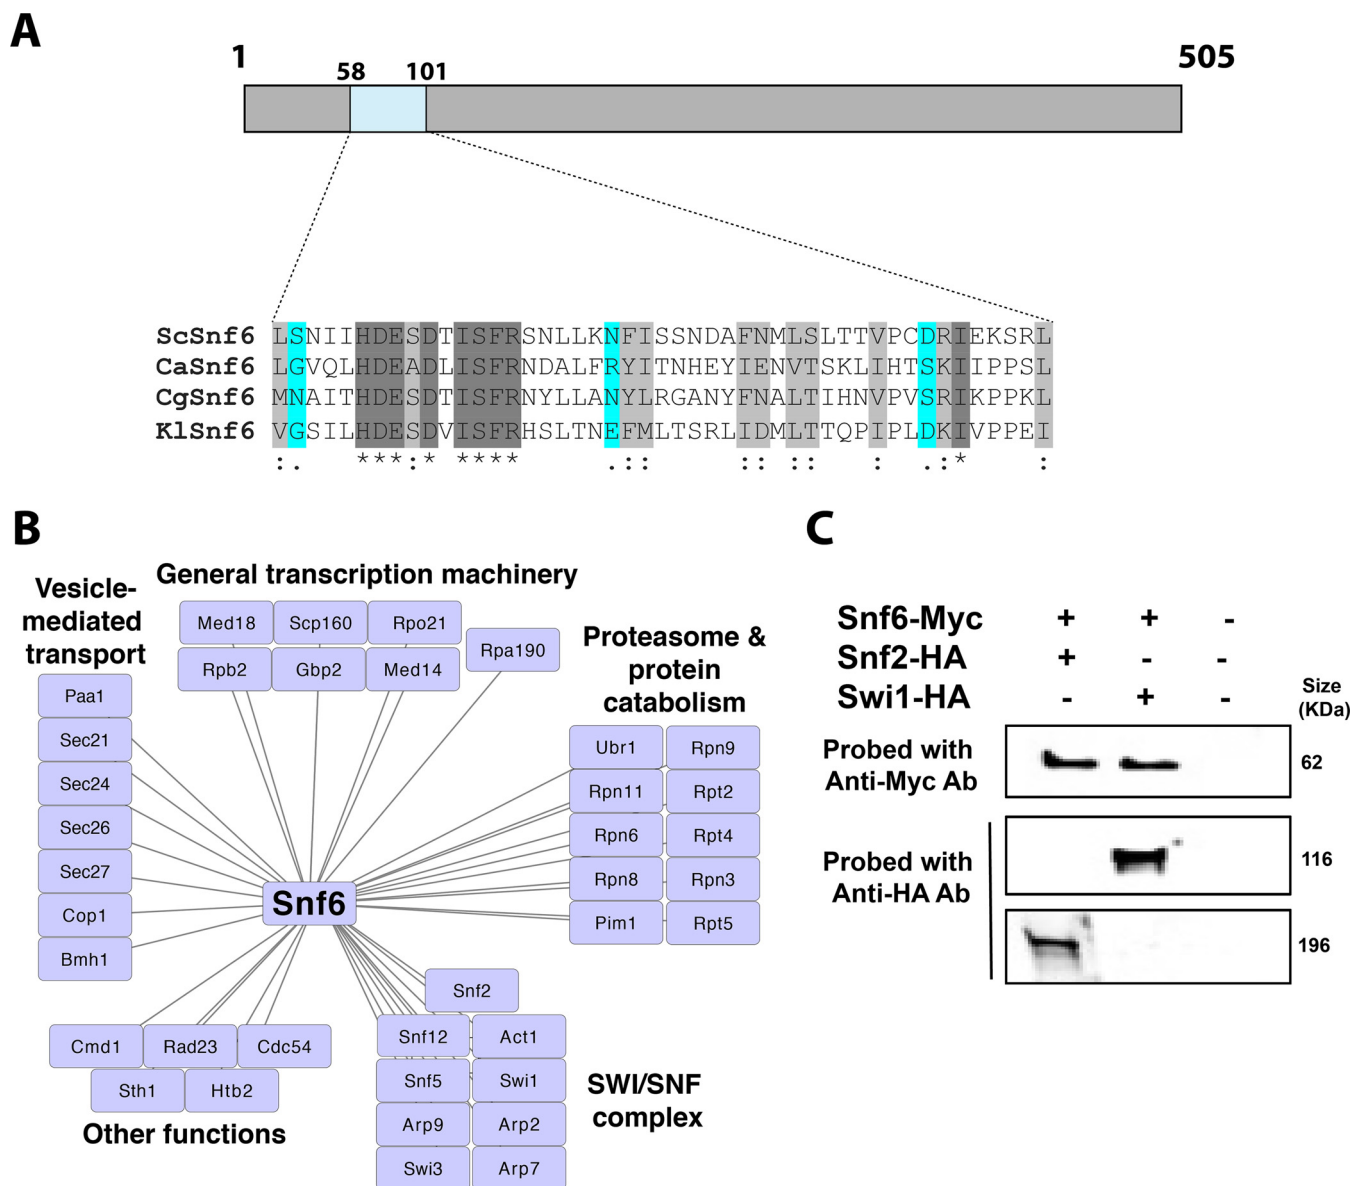 A
1
58
101
505
ScSnf6 LSNIIHDESDTISFRSNLLKNFISSNDAFNMLSLTTVPCDRIEKSRL
CaSnf6 LGVQLHDEADLISFRNDALFRYITNHEYIENVTSKLIHTSKIIPPSL
CgSnf6 MNAITHDESDTISFRNYLLANYLRGANYFNALTIHNVPVSRIKPPKL
KlSnf6 VGSILHDESDVISFRHSLTNEFMLTSRLIDMLTTQPIPLDKIVPPEI
:. ***:* **** .:: :: :: : .:* :
B
General transcription machinery
Vesicle-
mediated
transport
Med18 Scp160 Rpo21
Rpb2 Gbp2 Med14
Rpa190
Proteasome &
protein
catabolism
Paa1
Sec21
Sec24
Sec26
Sec27
Cop1
Bmh1
Ubr1 Rpn9
Rpn11 Rpt2
Rpn6 Rpt4
Rpn8 Rpn3
Pim1 Rpt5
Snf6
Snf2
Snf12 Act1
Snf5 Swi1
Arp9 Arp2
Swi3 Arp7
SWI/SNF
complex
Cmd1 Rad23 Cdc54
Sth1 Htb2
Other functions
C
Snf6-Myc + + -
Snf2-HA + - -
Swi1-HA - + -
Size
(KDa)
Probed with
Anti-Myc Ab
62
Probed with
Anti-HA Ab
116
196